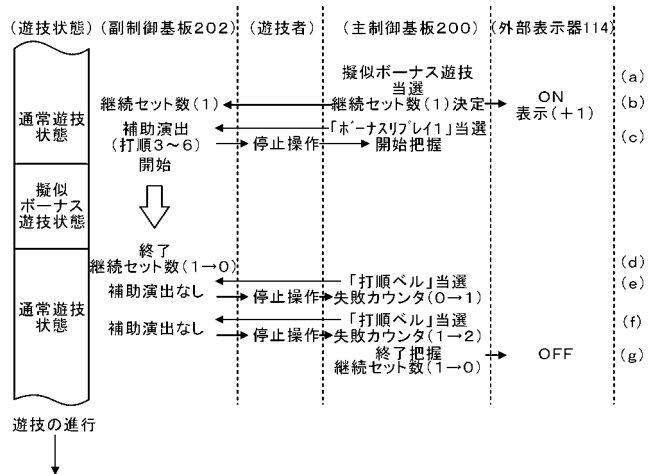 (遊技状態) (副制御基板202) (遊技者) (主制御基板200) (外部表示器114)
擬似ボーナス遊技
当選 (a)
継続セット数(1) 継続セット数(1)決定 ON
表示(+1) (b)
通常遊技
状態
補助演出
(打順3～6)
開始
停止操作
「ボーナスリプレイ1」当選
開始把握 (c)
擬似
ボーナス
遊技状態
終了
継続セット数(1→0) (d)
通常遊技
状態
補助演出なし 停止操作
「打順ベル」当選 (e)
失敗カウンタ(0→1)
補助演出なし 停止操作
「打順ベル」当選 (f)
失敗カウンタ(1→2)
終了把握
継続セット数(1→0) OFF (g)
遊技の進行